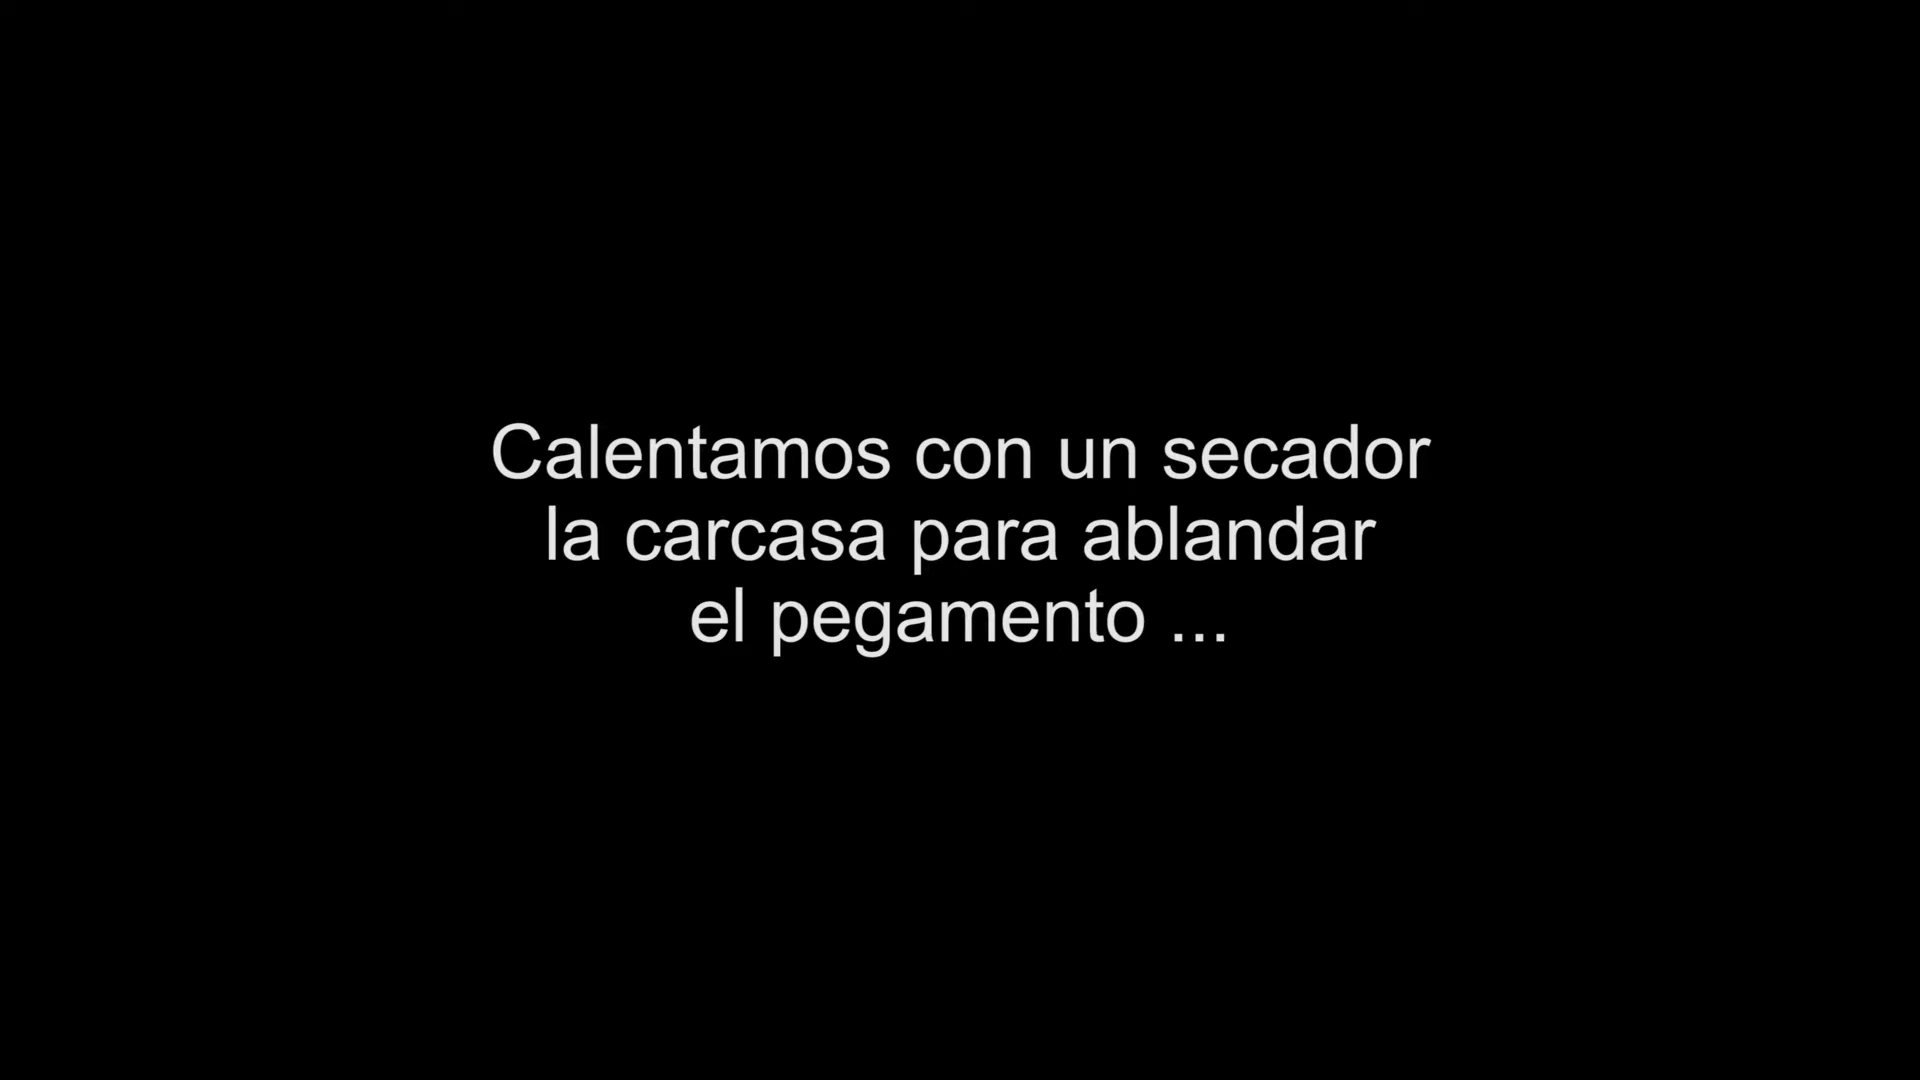 Calentamos con un secador
la carcasa para ablandar
el pegamento ...